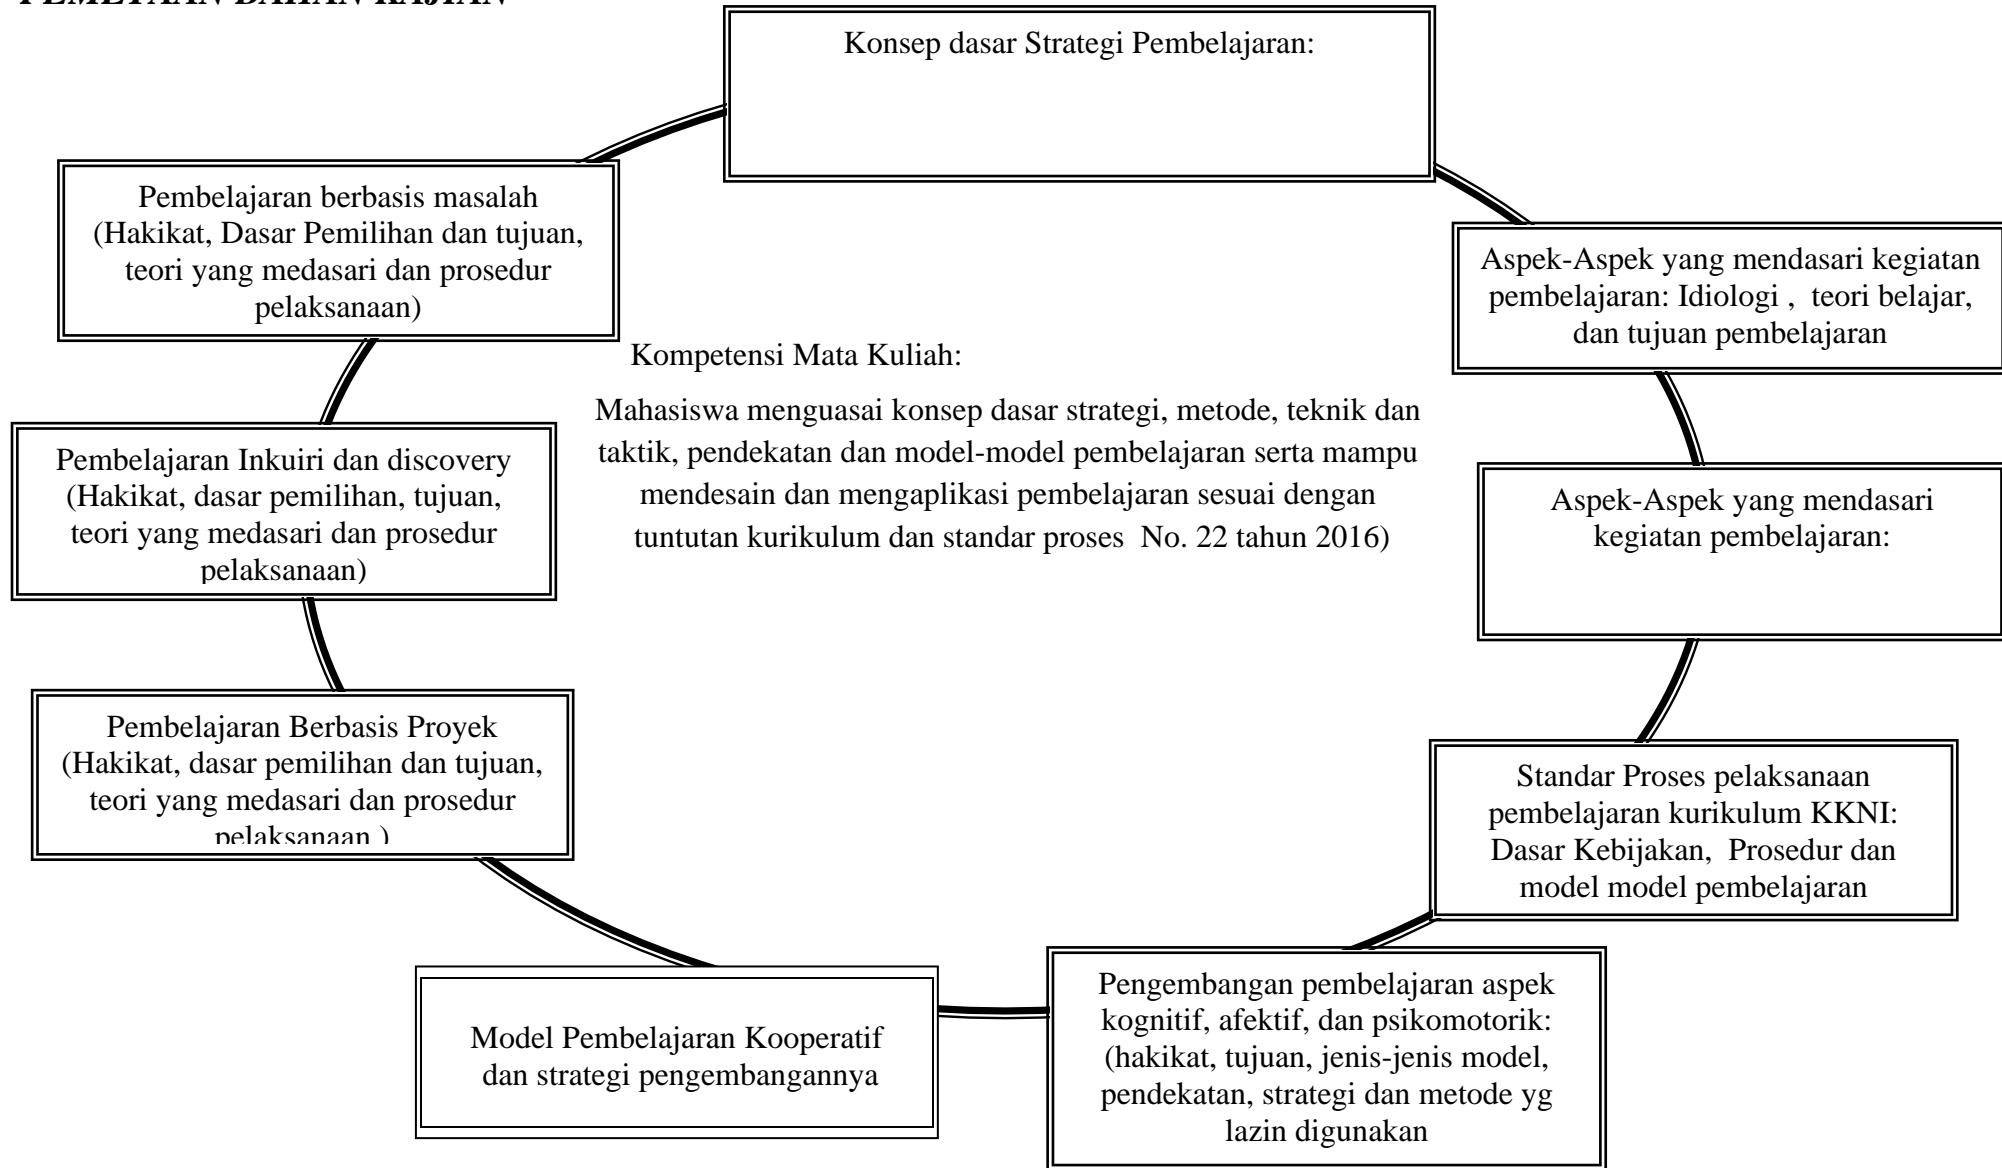 PEMETAAN BAHAN KAJIAN
Konsep dasar Strategi Pembelajaran:
Pembelajaran berbasis masalah
(Hakikat, Dasar Pemilihan dan tujuan,
teori yang medasari dan prosedur
pelaksanaan)
Aspek-Aspek yang mendasari kegiatan
pembelajaran: Idiologi , teori belajar,
dan tujuan pembelajaran
Kompetensi Mata Kuliah:
Mahasiswa menguasai konsep dasar strategi, metode, teknik dan
taktik, pendekatan dan model-model pembelajaran serta mampu
mendesain dan mengaplikasi pembelajaran sesuai dengan
tuntutan kurikulum dan standar proses No. 22 tahun 2016)
Pembelajaran Inkuiri dan discovery
(Hakikat, dasar pemilihan, tujuan,
teori yang medasari dan prosedur
pelaksanaan)
Aspek-Aspek yang mendasari
kegiatan pembelajaran:
Pembelajaran Berbasis Proyek
(Hakikat, dasar pemilihan dan tujuan,
teori yang medasari dan prosedur
pelaksanaan )
Standar Proses pelaksanaan
pembelajaran kurikulum KKNI:
Dasar Kebijakan, Prosedur dan
model model pembelajaran
Model Pembelajaran Kooperatif
dan strategi pengembangannya
Pengembangan pembelajaran aspek
kognitif, afektif, dan psikomotorik:
(hakikat, tujuan, jenis-jenis model,
pendekatan, strategi dan metode yg
lazin digunakan